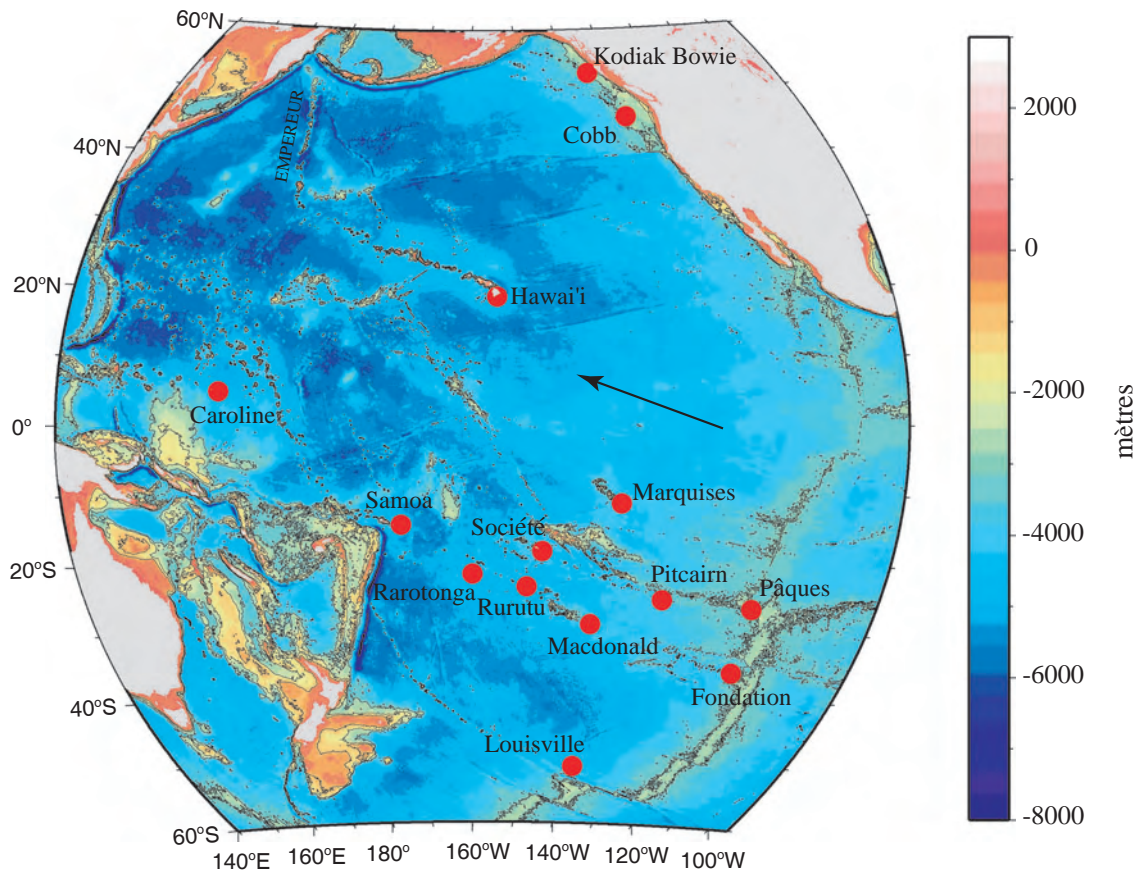 60°N
Kodiak Bowie
2000
EMPEREUR
Cobb
40°N
0
20°N
Hawai'i
Caroline
-2000
mètres
0°
Marquises
Samoa
Société
-4000
20°S
Pitcairn
Pâques
Rarotonga
Rurutu
Macdonald
-6000
Fondation
40°S
Louisville
-8000
60°S
140°E
160°E
180°
160°W
140°W
120°W
100°W